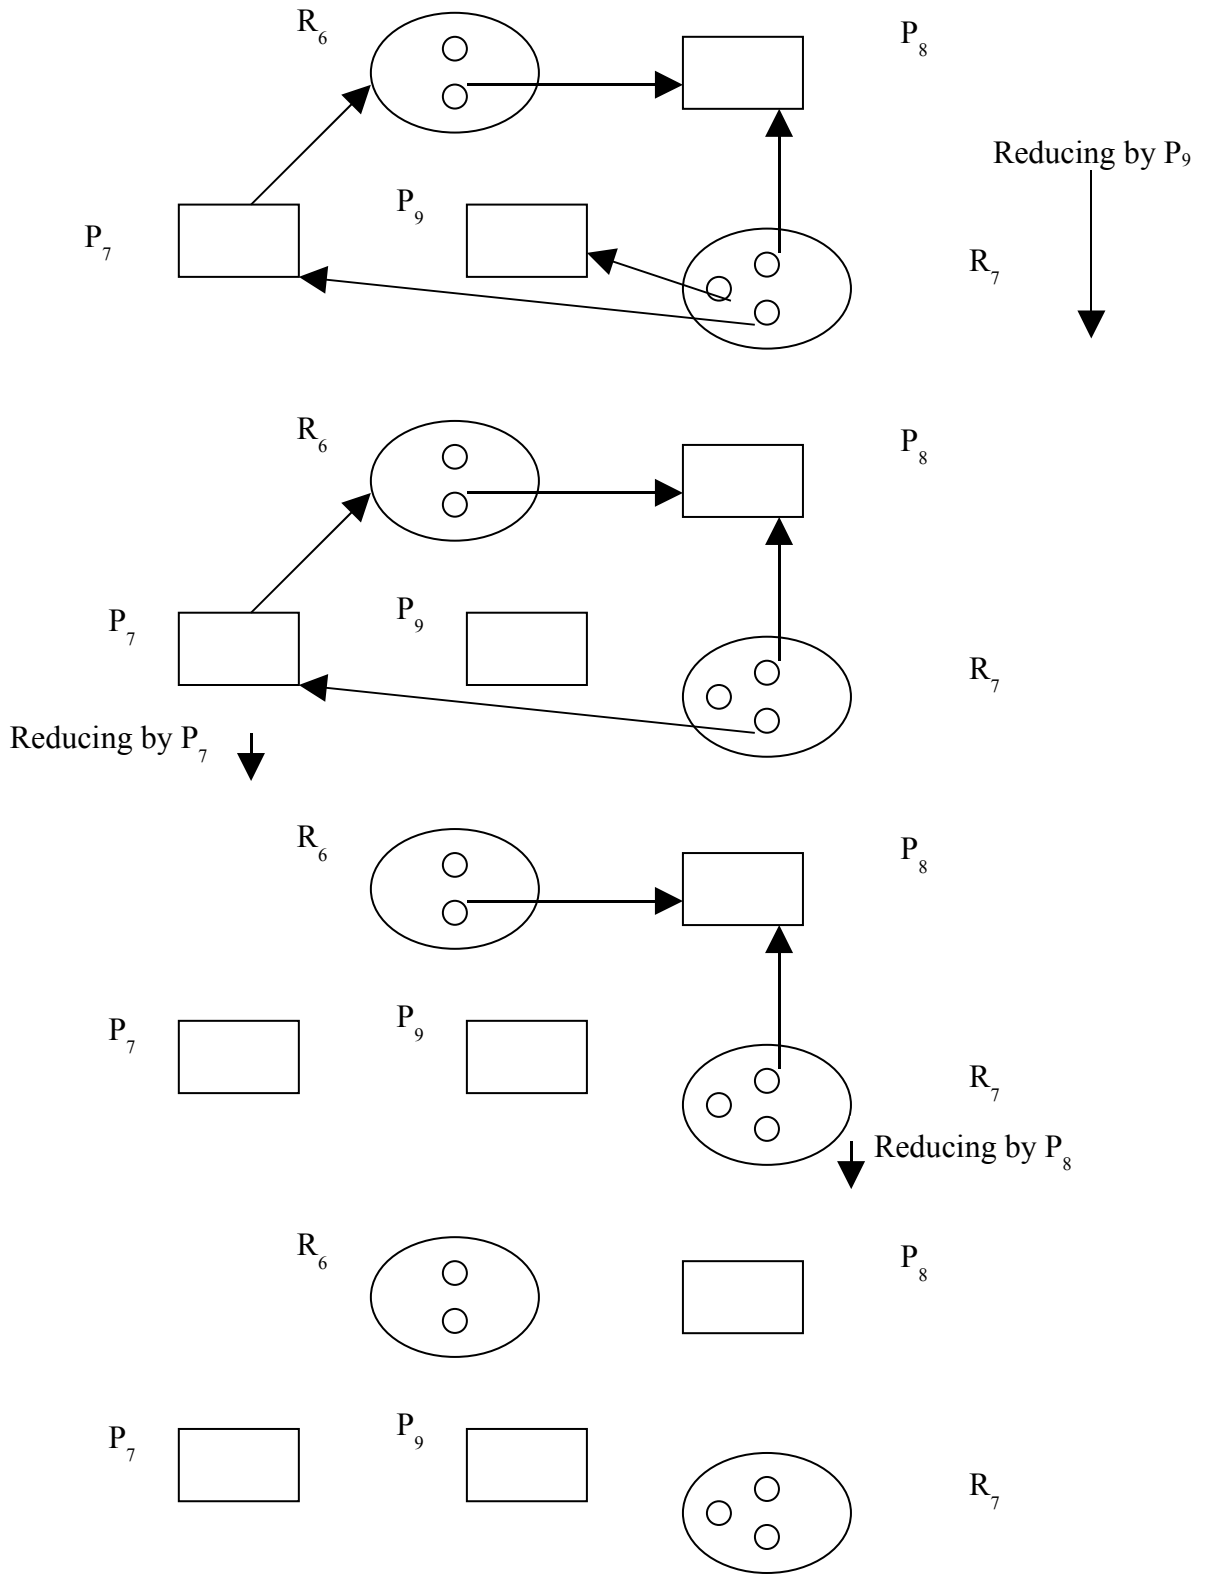 R₆
P₈
Reducing by P₉
P₉
P₇
R₇
R₆
P₈
P₉
P₇
R₇
Reducing by P₇
R₆
P₈
P₉
P₇
R₇
Reducing by P₈
R₆
P₈
P₉
P₇
R₇